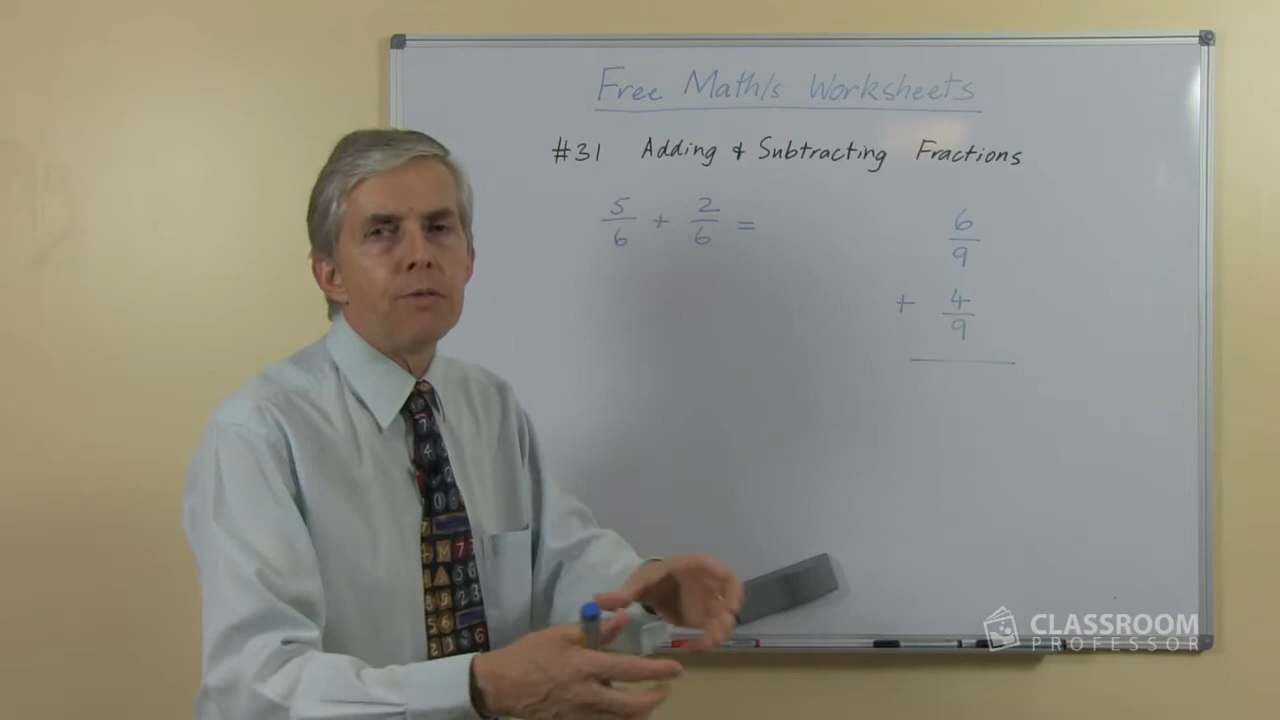 Free Math/s Worksheets
#31 Adding & Subtracting Fractions
5/6 + 2/6 =
6/9
+ 4/9
CLASSROOM
PROFESSOR